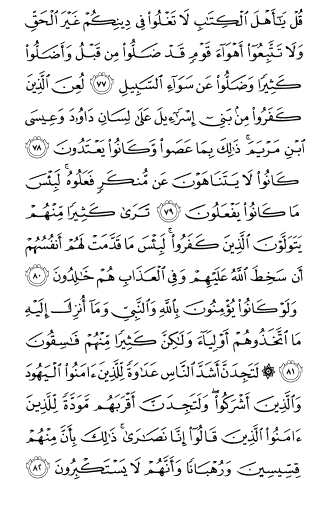 قُلْ يَٰٓأَهْلَ ٱلْكِتَٰبِ لَا تَغْلُوا۟ فِى دِينِكُمْ غَيْرَ ٱلْحَقِّ
وَلَا تَتَّبِعُوٓا۟ أَهْوَآءَ قَوْمٍ قَدْ ضَلُّوا۟ مِن قَبْلُ وَأَضَلُّوا۟
كَثِيرًا وَضَلُّوا۟ عَن سَوَآءِ ٱلسَّبِيلِ ٧٧ لُعِنَ ٱلَّذِينَ
كَفَرُوا۟ مِنۢ بَنِىٓ إِسْرَٰٓءِيلَ عَلَىٰ لِسَانِ دَاوُۥدَ وَعِيسَى
ٱبْنِ مَرْيَمَ ۚ ذَٰلِكَ بِمَا عَصَوا۟ وَّكَانُوا۟ يَعْتَدُونَ ٧٨
كَانُوا۟ لَا يَتَنَاهَوْنَ عَن مُّنكَرٍ فَعَلُوهُ ۚ لَبِئْسَ
مَا كَانُوا۟ يَفْعَلُونَ ٧٩ تَرَىٰ كَثِيرًا مِّنْهُمْ
يَتَوَلَّوْنَ ٱلَّذِينَ كَفَرُوا۟ ۚ لَبِئْسَ مَا قَدَّمَتْ لَهُمْ أَنفُسُهُمْ
أَن سَخِطَ ٱللَّهُ عَلَيْهِمْ وَفِى ٱلْعَذَابِ هُمْ خَٰلِدُونَ ٨٠
وَلَوْ كَانُوا۟ يُؤْمِنُونَ بِٱللَّهِ وَٱلنَّبِىِّ وَمَآ أُنزِلَ إِلَيْهِ
مَا ٱتَّخَذُوهُمْ أَوْلِيَآءَ وَلَٰكِنَّ كَثِيرًا مِّنْهُمْ فَٰسِقُونَ
٨١ ۞ لَتَجِدَنَّ أَشَدَّ ٱلنَّاسِ عَدَٰوَةً لِّلَّذِينَ ءَامَنُوا۟ ٱلْيَهُودَ
وَٱلَّذِينَ أَشْرَكُوا۟ ۖ وَلَتَجِدَنَّ أَقْرَبَهُم مَّوَدَّةً لِّلَّذِينَ
ءَامَنُوا۟ ٱلَّذِينَ قَالُوٓا۟ إِنَّا نَصَٰرَىٰ ۚ ذَٰلِكَ بِأَنَّ مِنْهُمْ
قِسِّيسِينَ وَرُهْبَانًا وَأَنَّهُمْ لَا يَسْتَكْبِرُونَ ٨٢